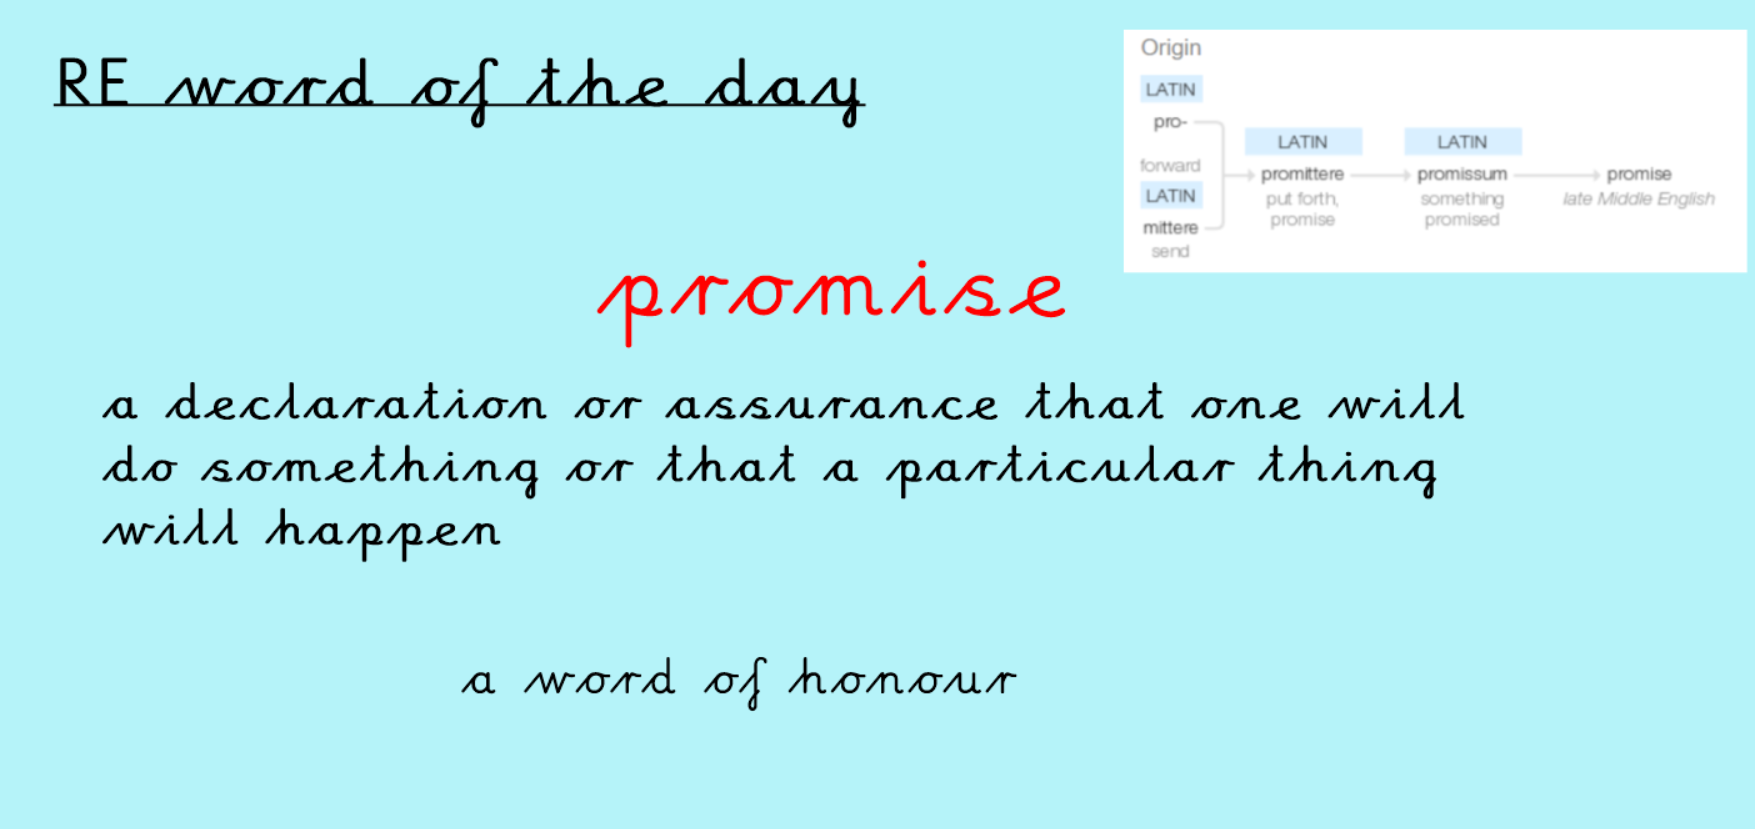 RE word of the day
Origin
LATIN
pro-
forward
LATIN
mittere
send
LATIN
promittere
put forth,
promise
LATIN
promissum
something
promised
promise
late Middle English
promise
a declaration or assurance that one will
do something or that a particular thing
will happen
a word of honour